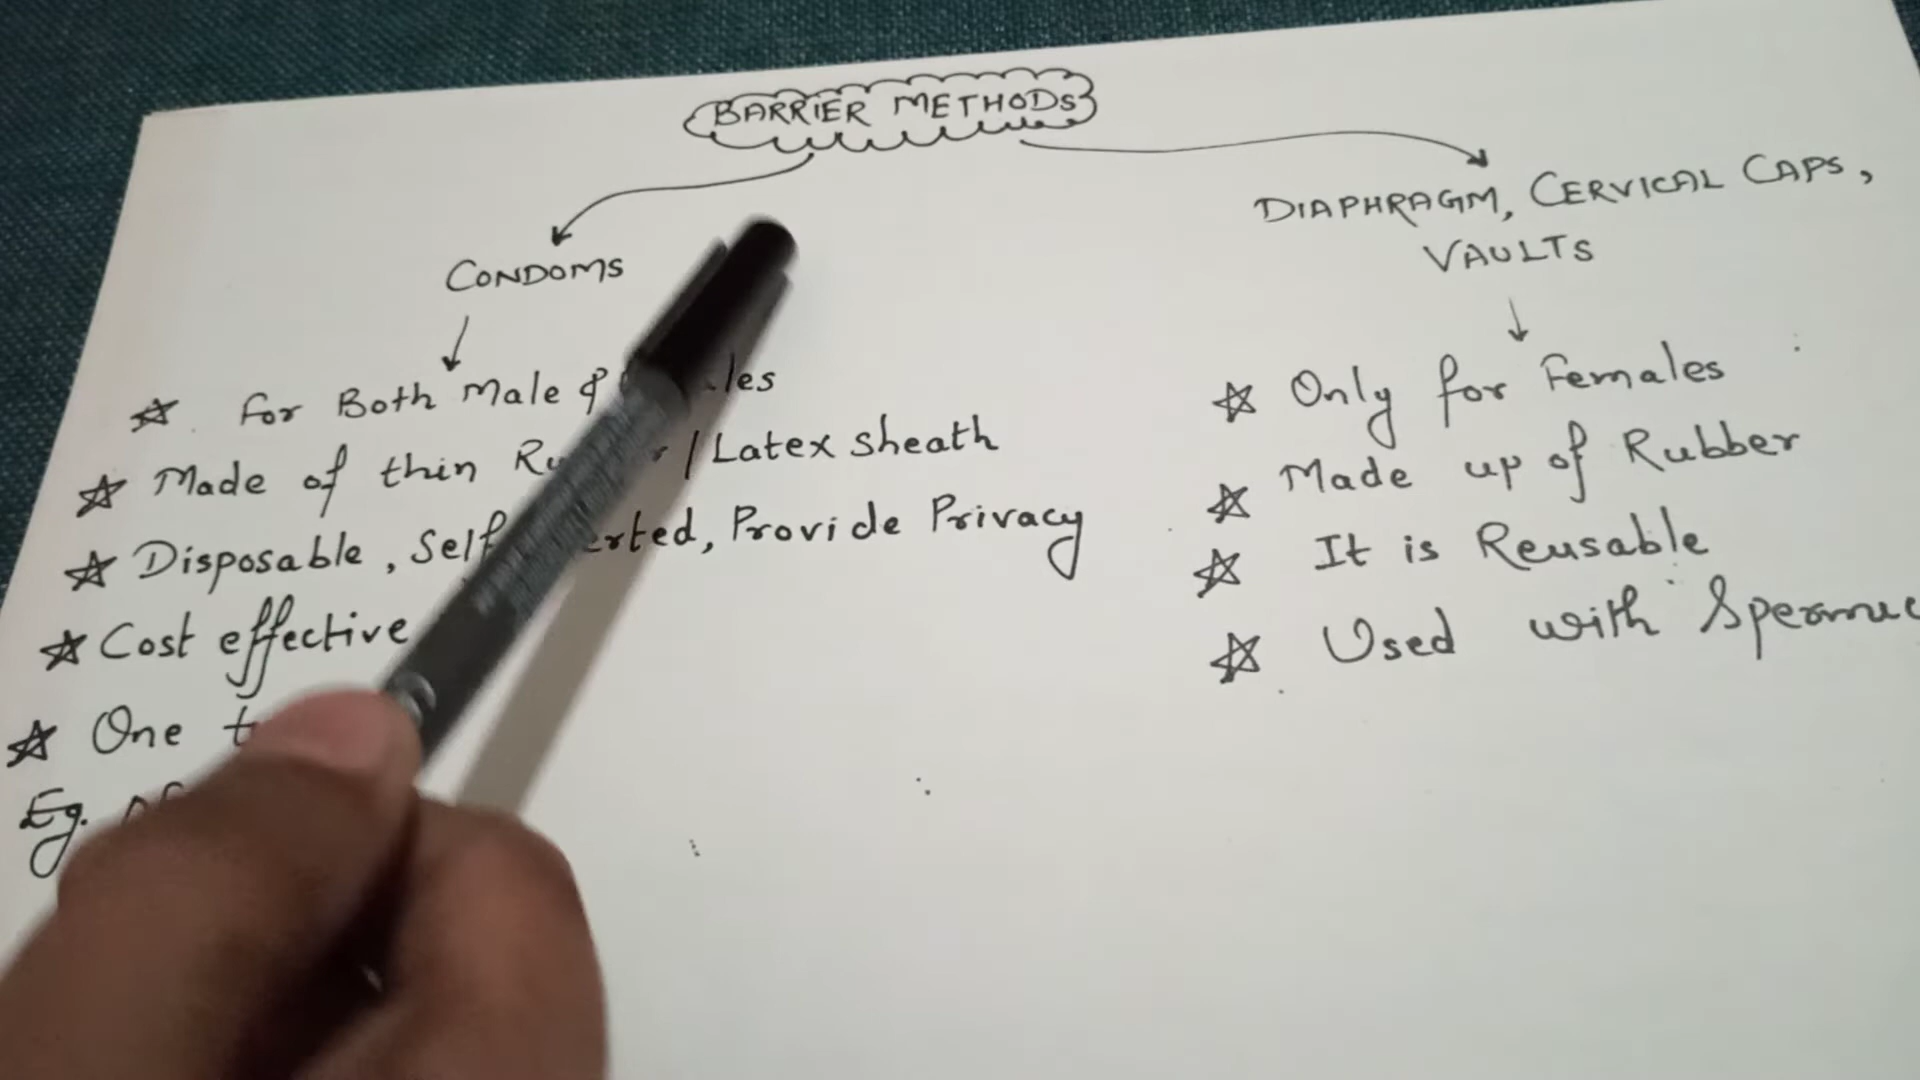 BARRIER METHODS
CONDOMS
☆ For Both Male &
☆ Made of thin / Latex sheath
☆ Disposable, Self, Provide Privacy
☆ Cost effective
☆ One
Eg.
DIAPHRAGM, CERVICAL CAPS,
VAULTS
☆ Only for Females
☆ Made up of Rubber
☆ It is Reusable
☆ Used with